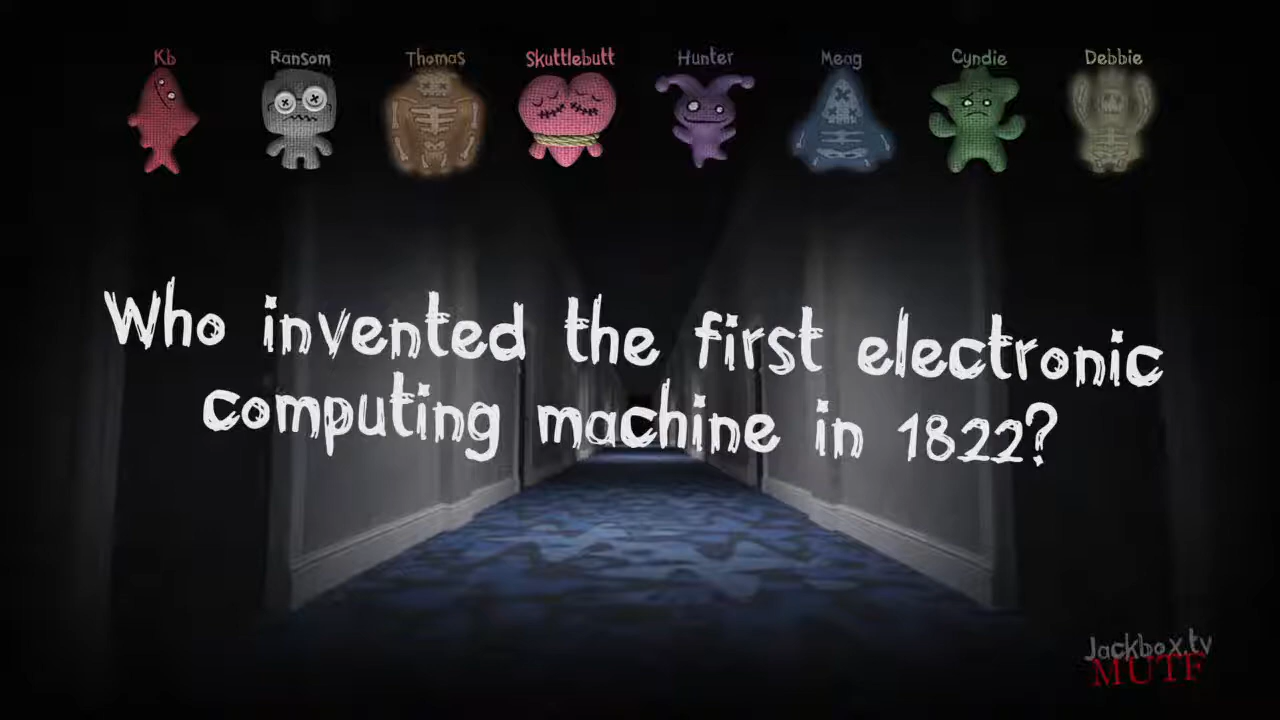 Kb Ransom Thomas Skuttlebutt Hunter Meag Cyndie Debbie
Who invented the first electronic
computing machine in 1822?
Jackbox.tv
MUTF